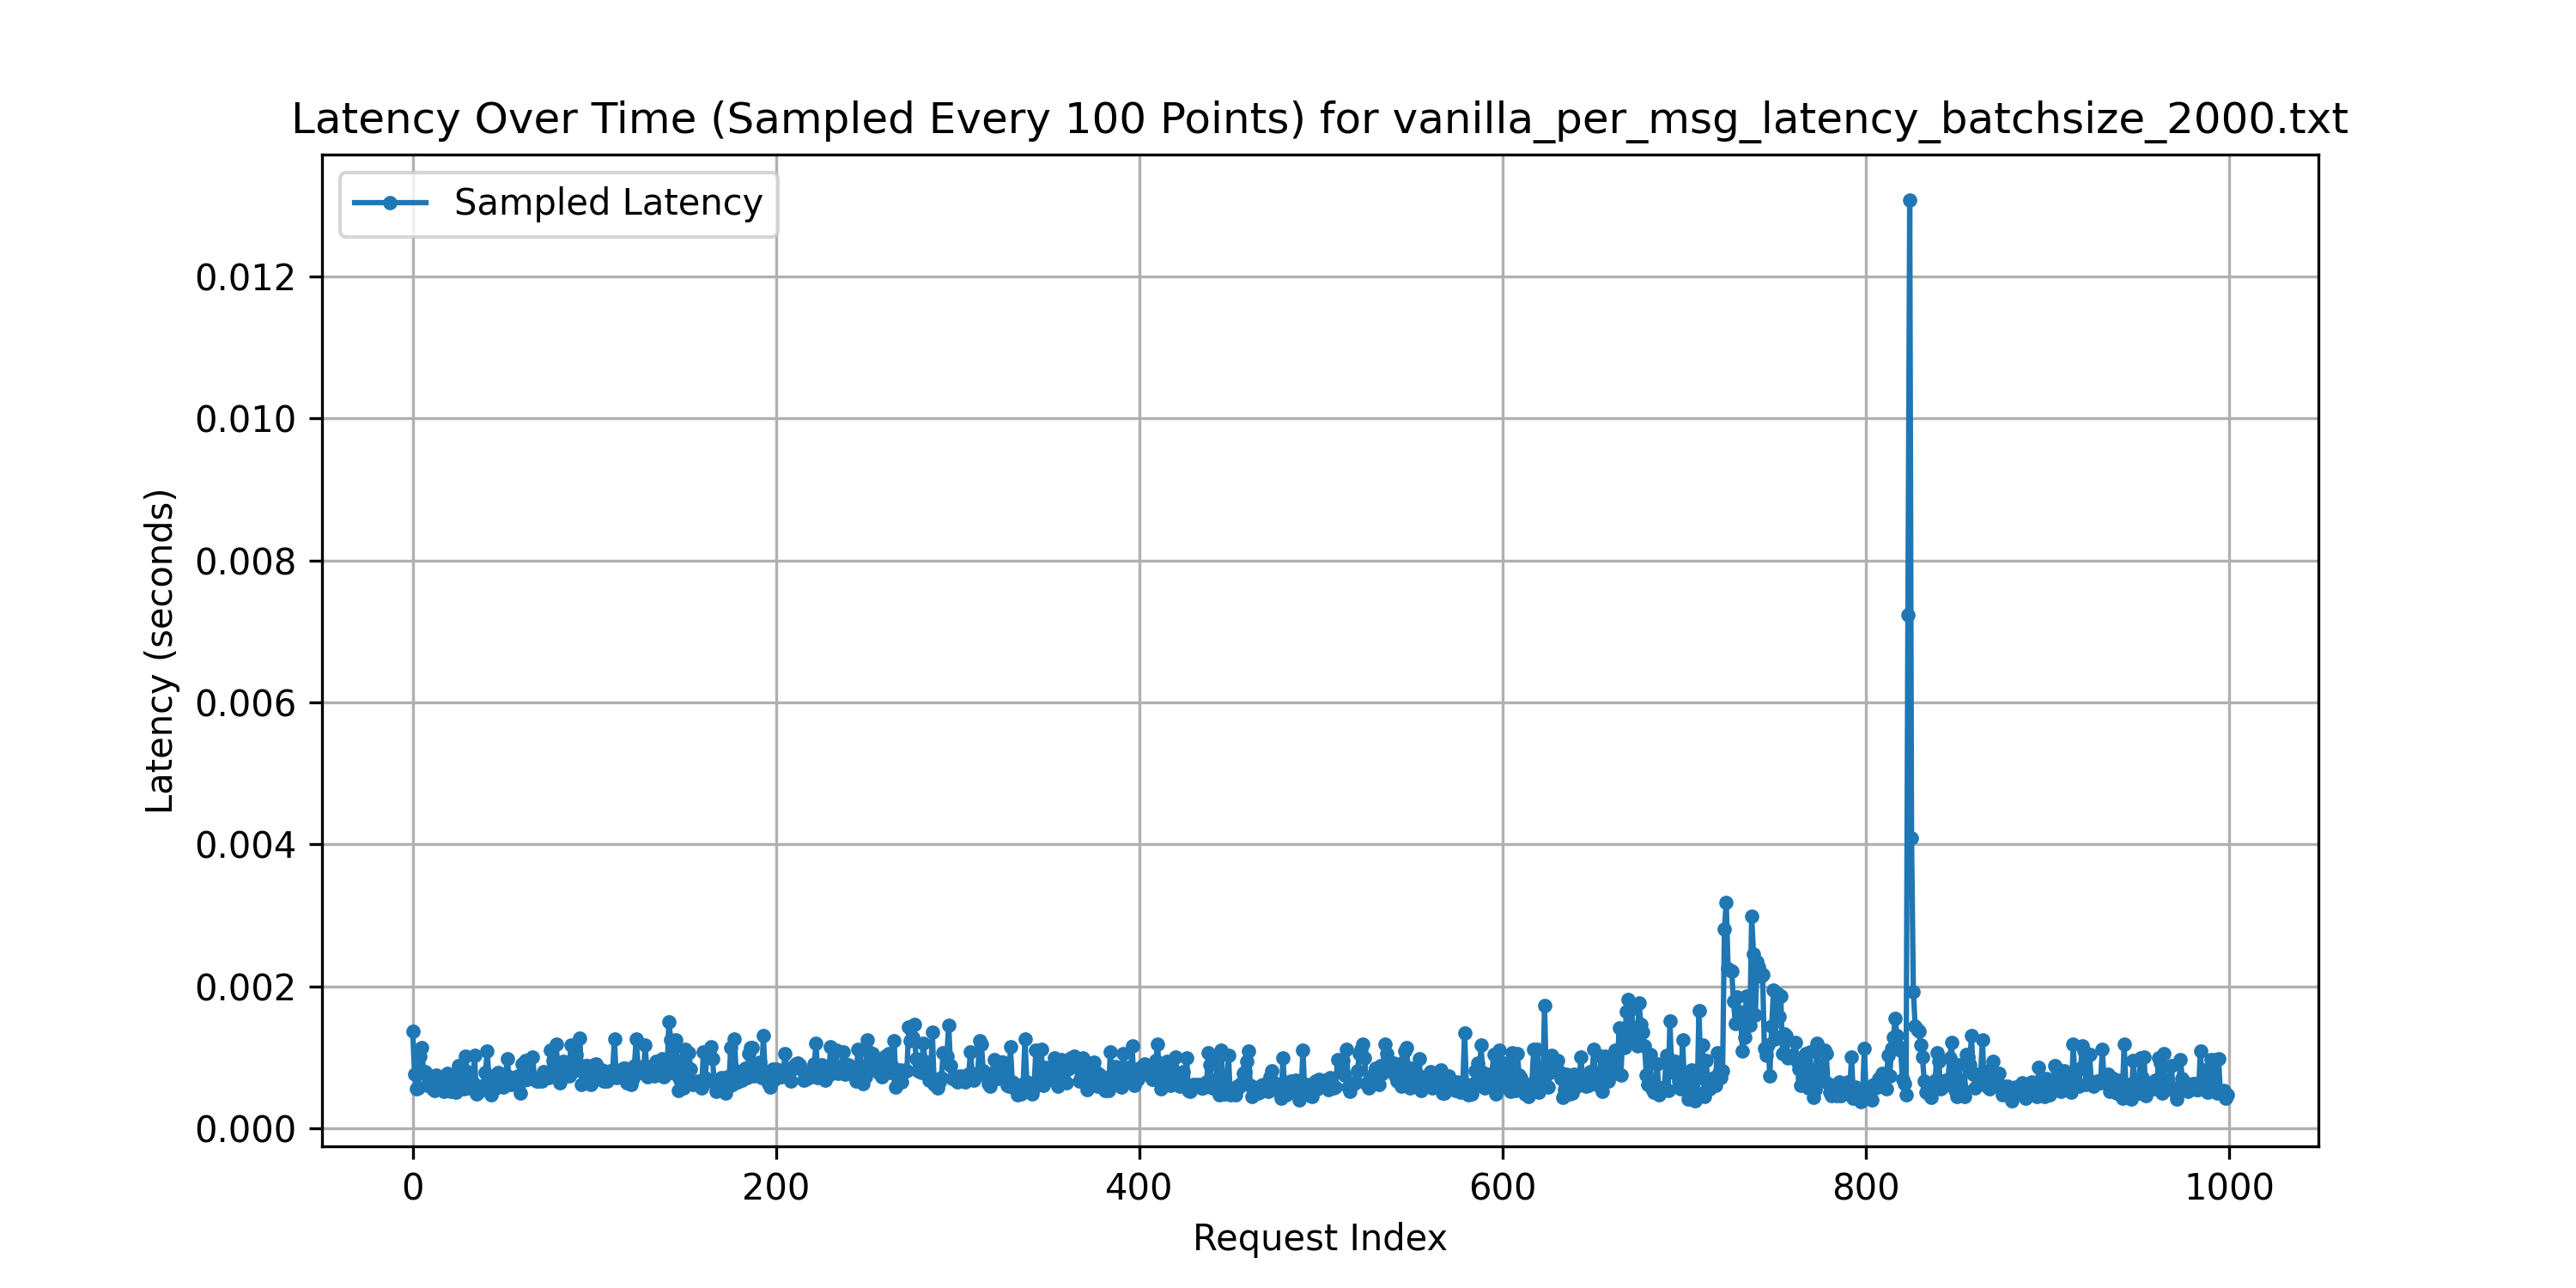 Latency Over Time (Sampled Every 100 Points) for vanilla_per_msg_latency_batchsize_2000.txt
Sampled Latency
0.012
0.010
0.008
0.006
0.004
0.002
0.000
Latency (seconds)
0 200 400 600 800 1000
Request Index